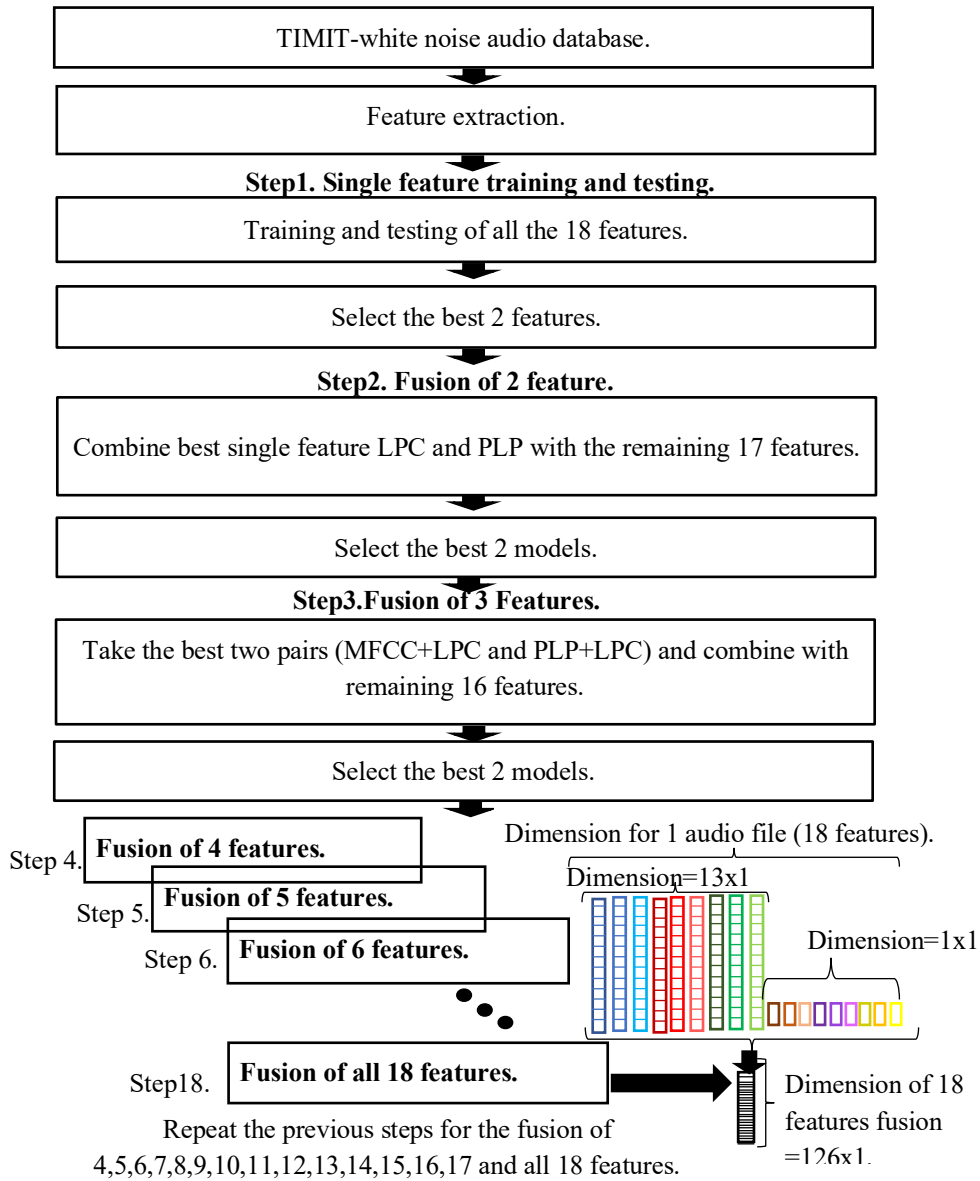 TIMIT-white noise audio database.
Feature extraction.
Step1. Single feature training and testing.
Training and testing of all the 18 features.
Select the best 2 features.
Step2. Fusion of 2 feature.
Combine best single feature LPC and PLP with the remaining 17 features.
Select the best 2 models.
Step3.Fusion of 3 Features.
Take the best two pairs (MFCC+LPC and PLP+LPC) and combine with
remaining 16 features.
Select the best 2 models.
Step 4.
Fusion of 4 features.
Step 5.
Fusion of 5 features.
Step 6.
Fusion of 6 features.
Dimension for 1 audio file (18 features).
Dimension=13x1
Dimension=1x1
Step18.
Fusion of all 18 features.
Dimension of 18
features fusion
=126x1.
Repeat the previous steps for the fusion of
4,5,6,7,8,9,10,11,12,13,14,15,16,17 and all 18 features.